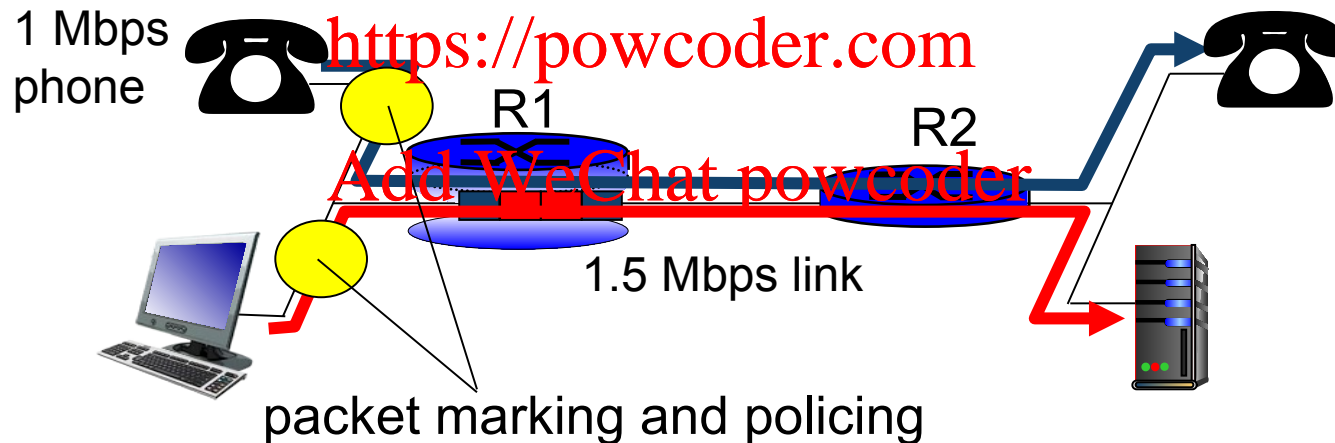 1 Mbps
phone
https://powcoder.com
R1
R2
Add WeChat powcoder
1.5 Mbps link
packet marking and policing